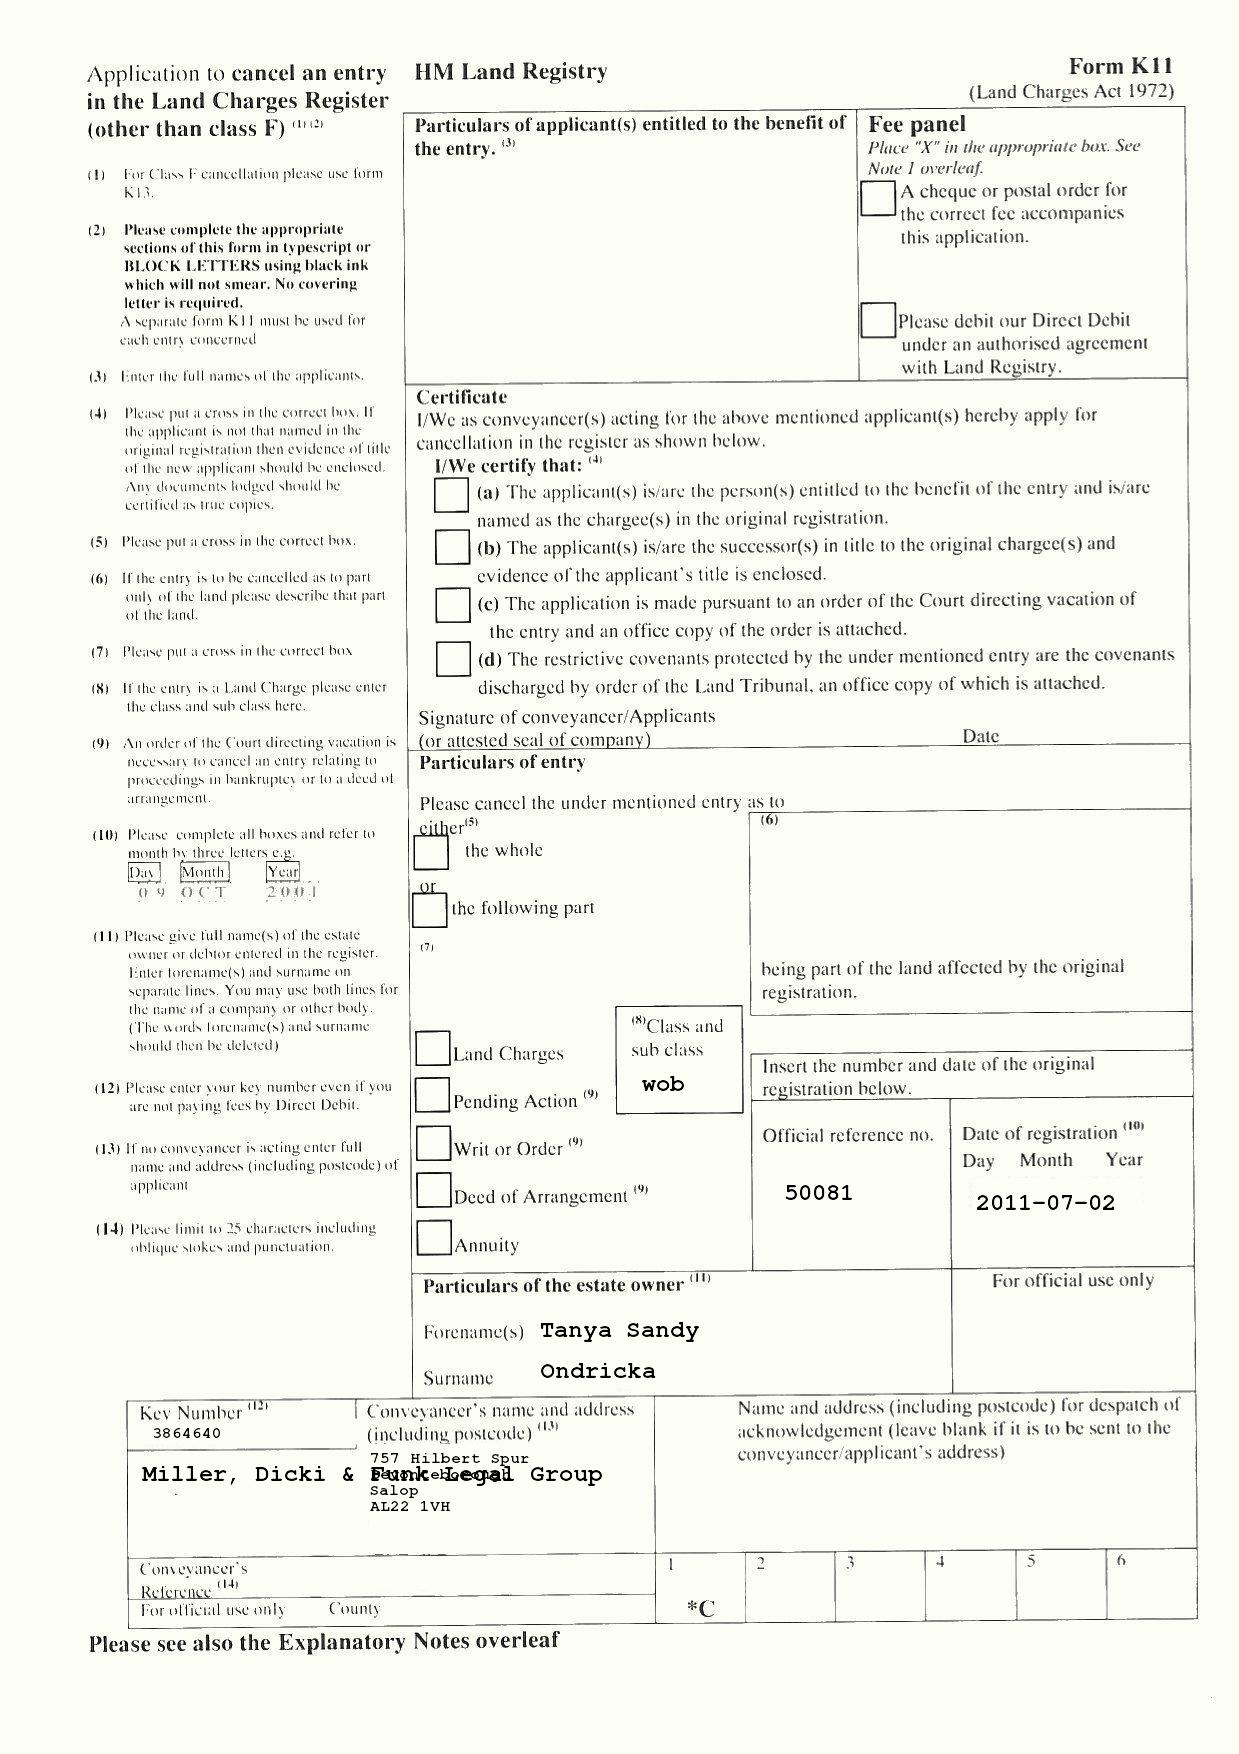 Application to cancel an entry
in the Land Charges Register
(other than class F) (1) (2)
(1) For Class F cancellation please use form
K13.
(2) Please complete the appropriate
sections of this form in typescript or
BLOCK LETTERS using black ink
which will not smear. No covering
letter is required.
A separate form K11 must be used for
each entry concerned
(3) Enter the full names of the applicants.
(4) Please put a cross in the correct box. If
the applicant is not that named in the
original registration then evidence of title
of the new applicant should be enclosed.
Any documents lodged should be
certified as true copies.
(5) Please put a cross in the correct box.
(6) If the entry is to be cancelled as to part
only of the land please describe that part
of the land.
(7) Please put a cross in the correct box
(8) If the entry is a Land Charge please enter
the class and sub class here.
(9) An order of the Court directing vacation is
necessary to cancel an entry relating to
proceedings in bankruptcy or to a deed of
arrangement.
(10) Please complete all boxes and refer to
month by three letters e.g.
Day Month Year
09 OCT 2001
(11) Please give full name(s) of the estate
owner or debtor entered in the register.
Enter forename(s) and surname on
separate lines. You may use both lines for
the name of a company or other body.
(The words forename(s) and surname
should then be deleted)
(12) Please enter your key number even if you
are not paying fees by Direct Debit.
(13) If no conveyancer is acting enter full
name and address (including postcode) of
applicant
(14) Please limit to 25 characters including
oblique stokes and punctuation.
HM Land Registry
Form K11
(Land Charges Act 1972)
Particulars of applicant(s) entitled to the benefit of
the entry. (3)
Fee panel
Place "X" in the appropriate box. See
Note 1 overleaf.
A cheque or postal order for
the correct fee accompanies
this application.
Please debit our Direct Debit
under an authorised agreement
with Land Registry.
Certificate
I/We as conveyancer(s) acting for the above mentioned applicant(s) hereby apply for
cancellation in the register as shown below.
I/We certify that: (4)
(a) The applicant(s) is/are the person(s) entitled to the benefit of the entry and is/are
named as the chargee(s) in the original registration.
(b) The applicant(s) is/are the successor(s) in title to the original chargee(s) and
evidence of the applicant's title is enclosed.
(c) The application is made pursuant to an order of the Court directing vacation of
the entry and an office copy of the order is attached.
(d) The restrictive covenants protected by the under mentioned entry are the covenants
discharged by order of the Land Tribunal, an office copy of which is attached.
Signature of conveyancer/Applicants
(or attested seal of company) Date
Particulars of entry
Please cancel the under mentioned entry as to
either(5)
the whole
or
the following part
(6)
being part of the land affected by the original
registration.
(7)
Land Charges
Pending Action (9)
Writ or Order (9)
Deed of Arrangement (9)
Annuity
(8)Class and
sub class
wob
Insert the number and date of the original
registration below.
Official reference no.
50081
Date of registration (10)
Day Month Year
2011-07-02
Particulars of the estate owner (11)
Forename(s) Tanya Sandy
Surname Ondricka
For official use only
Key Number (12)
3864640
Conveyancer's name and address
(including postcode) (13)
757 Hilbert Spur
Miller, Dicki & Funk Legal Group
Salop
AL22 1VH
Name and address (including postcode) for despatch of
acknowledgement (leave blank if it is to be sent to the
conveyancer/applicant's address)
Conveyancer's
Reference (14)
For official use only County
1 2 3 4 5 6
*C
Please see also the Explanatory Notes overleaf